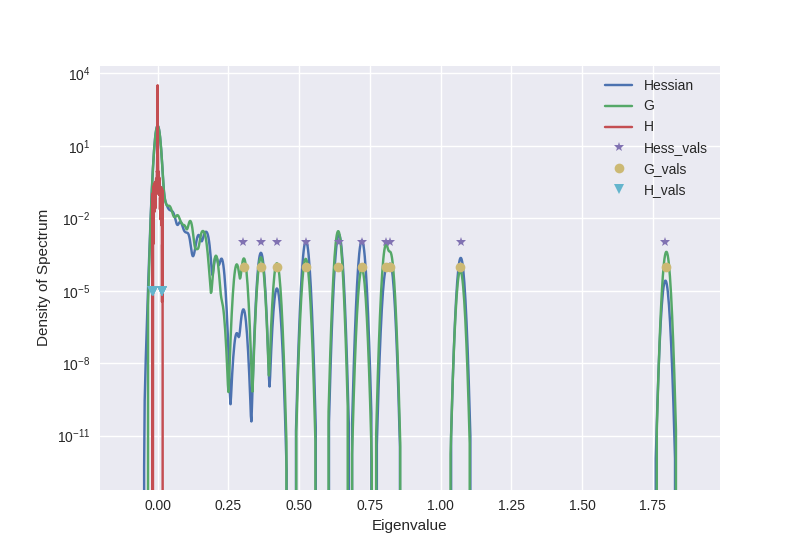 10^4
10^1
10^−2
10^−5
10^−8
10^−11
Density of Spectrum
Hessian
G
H
Hess_vals
G_vals
H_vals
0.00 0.25 0.50 0.75 1.00 1.25 1.50 1.75
Eigenvalue